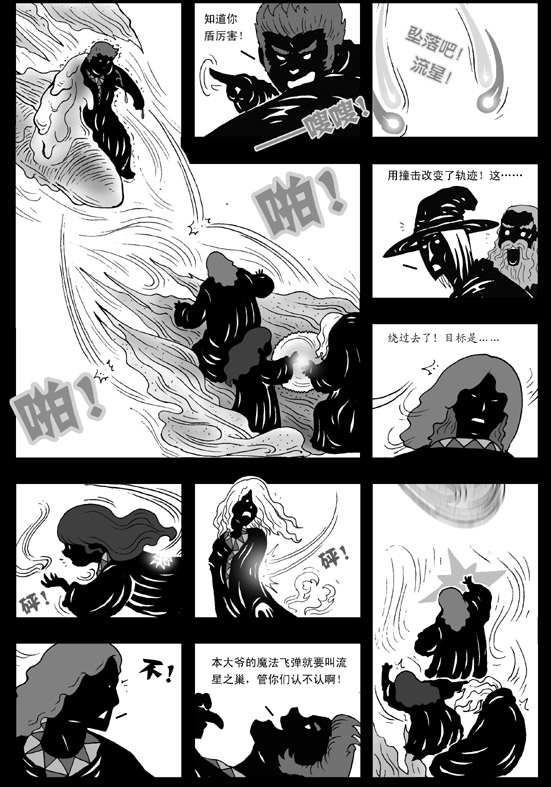 知道你
盾厉害！
——嗖嗖！
坠落吧！
流星！
啪！
啪！
用撞击改变了轨迹！这……
绕过去了！目标是……
砰！
砰！
不！
本大爷的魔法飞弹就要叫流
星之巢，管你们认不认啊！